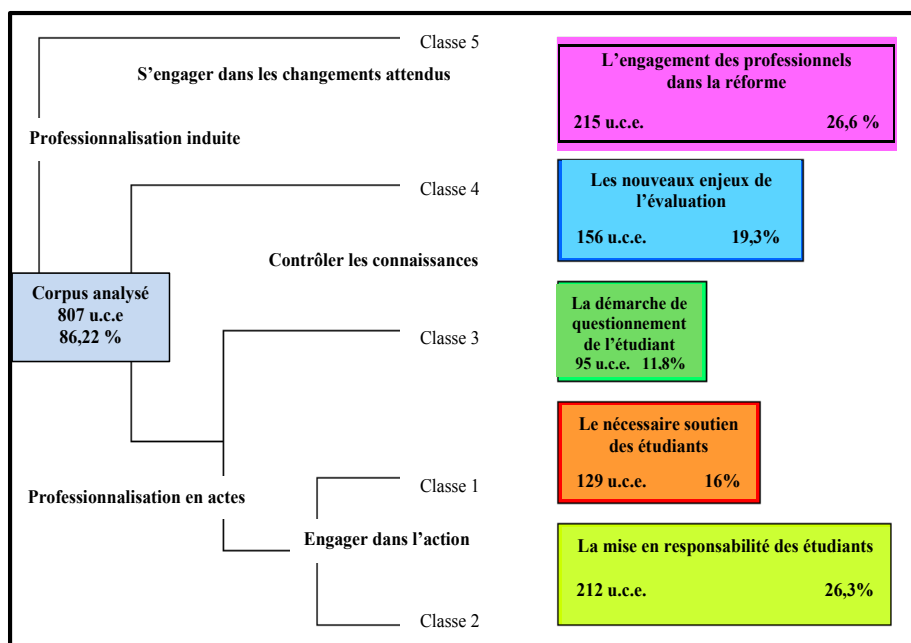 Classe 5
S'engager dans les changements attendus
L'engagement des professionnels
dans la réforme
215 u.c.e. 26,6 %
Professionnalisation induite
Classe 4
Les nouveaux enjeux de
l'évaluation
156 u.c.e. 19,3%
Contrôler les connaissances
Corpus analysé
807 u.c.e
86,22 %
Classe 3
La démarche de
questionnement
de l'étudiant
95 u.c.e. 11,8%
Le nécessaire soutien
des étudiants
129 u.c.e. 16%
Classe 1
Professionnalisation en actes
Engager dans l'action
La mise en responsabilité des étudiants
212 u.c.e. 26,3%
Classe 2